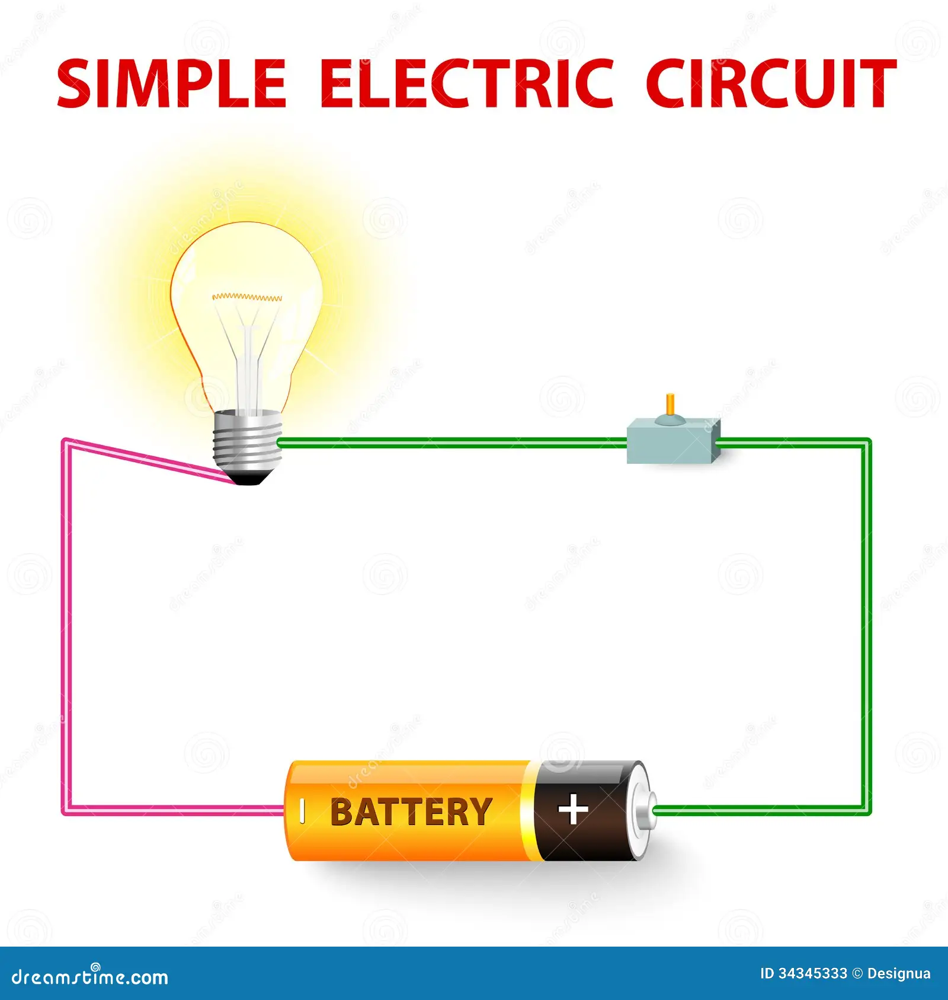 SIMPLE ELECTRIC CIRCUIT
BATTERY +
dreamstime.com
ID 34345333 © Designua